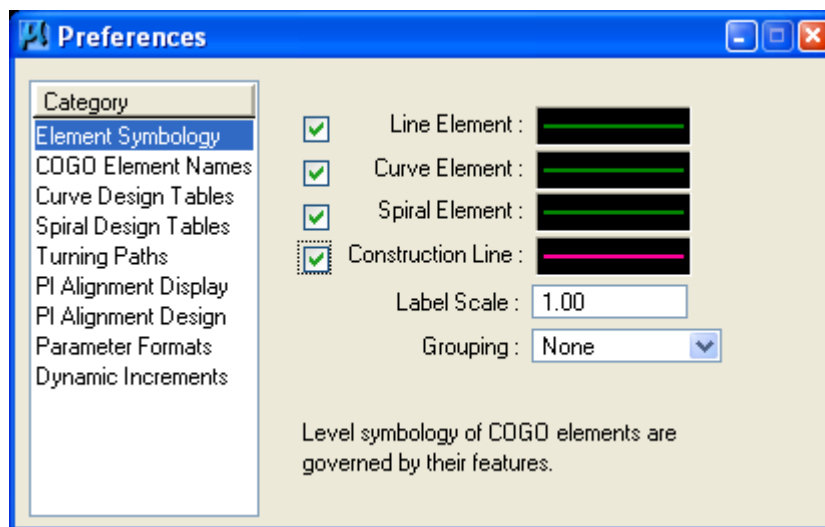 Preferences
Category
Element Symbology
COGO Element Names
Curve Design Tables
Spiral Design Tables
Turning Paths
PI Alignment Display
PI Alignment Design
Parameter Formats
Dynamic Increments
Line Element :
Curve Element :
Spiral Element :
Construction Line :
Label Scale : 1.00
Grouping : None
Level symbology of COGO elements are
governed by their features.